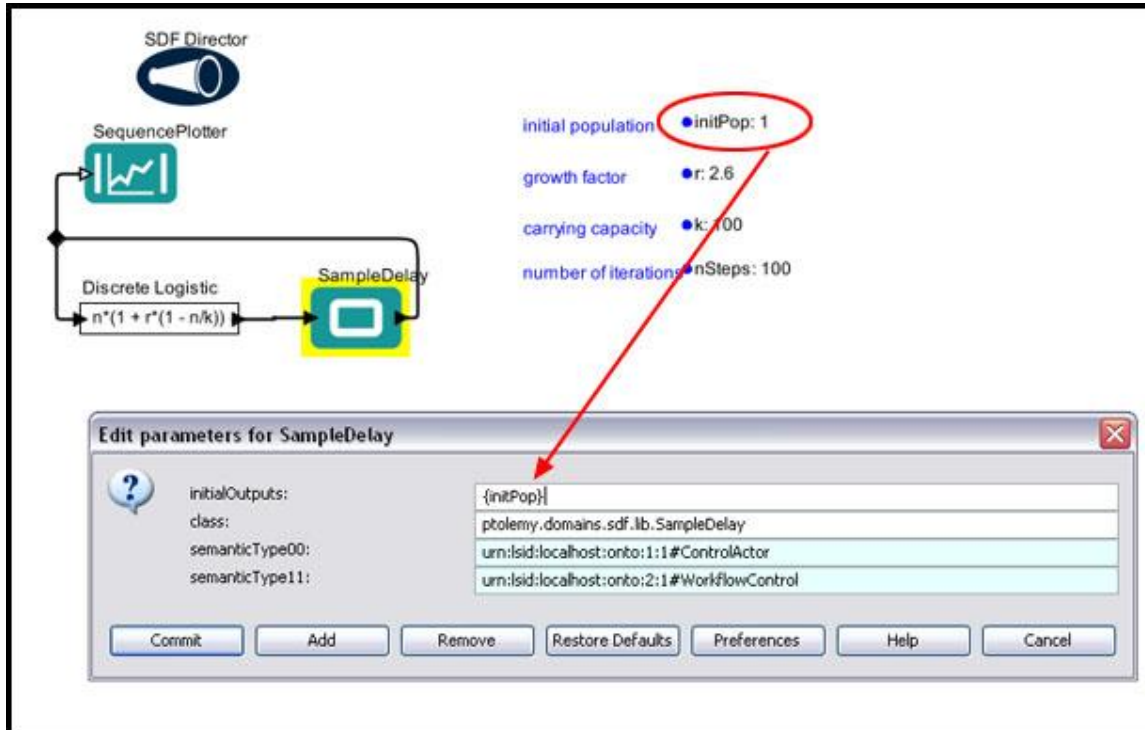 SDF Director
SequencePlotter
initial population
initPop: 1
growth factor
r: 2.6
carrying capacity
k: 100
number of iterations
nSteps: 100
SampleDelay
Discrete Logistic
n*(1 + r*(1 - n/k))
Edit parameters for SampleDelay
?
initialOutputs:
{initPop}
class:
ptolemy.domains.sdf.lib.SampleDelay
semanticType00:
urn:lsid:localhost:onto:1:1#ControlActor
semanticType11:
urn:lsid:localhost:onto:2:1#WorkflowControl
Commit
Add
Remove
Restore Defaults
Preferences
Help
Cancel